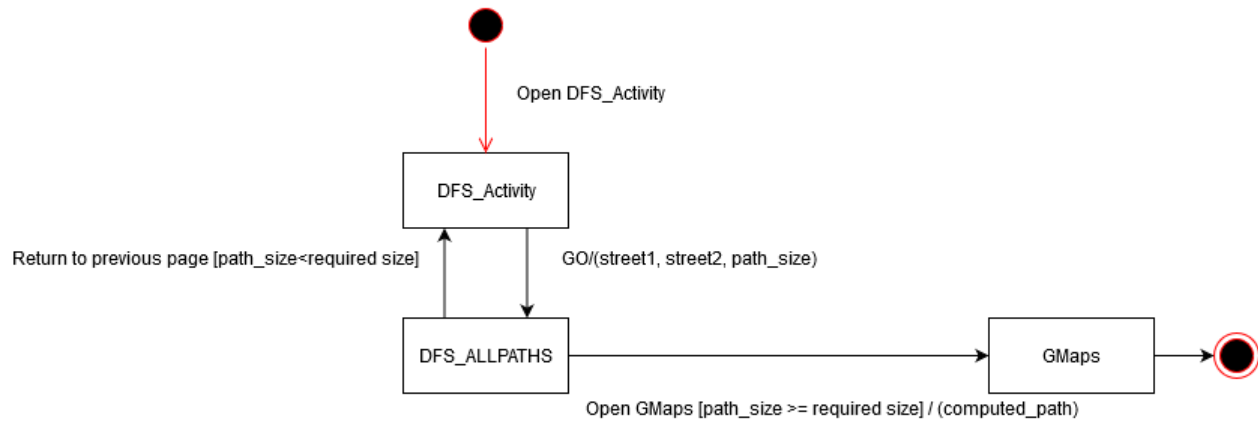 Open DFS_Activity
DFS_Activity
Return to previous page [path_size<required size]
GO/(street1, street2, path_size)
DFS_ALLPATHS
GMaps
Open GMaps [path_size >= required size] / (computed_path)